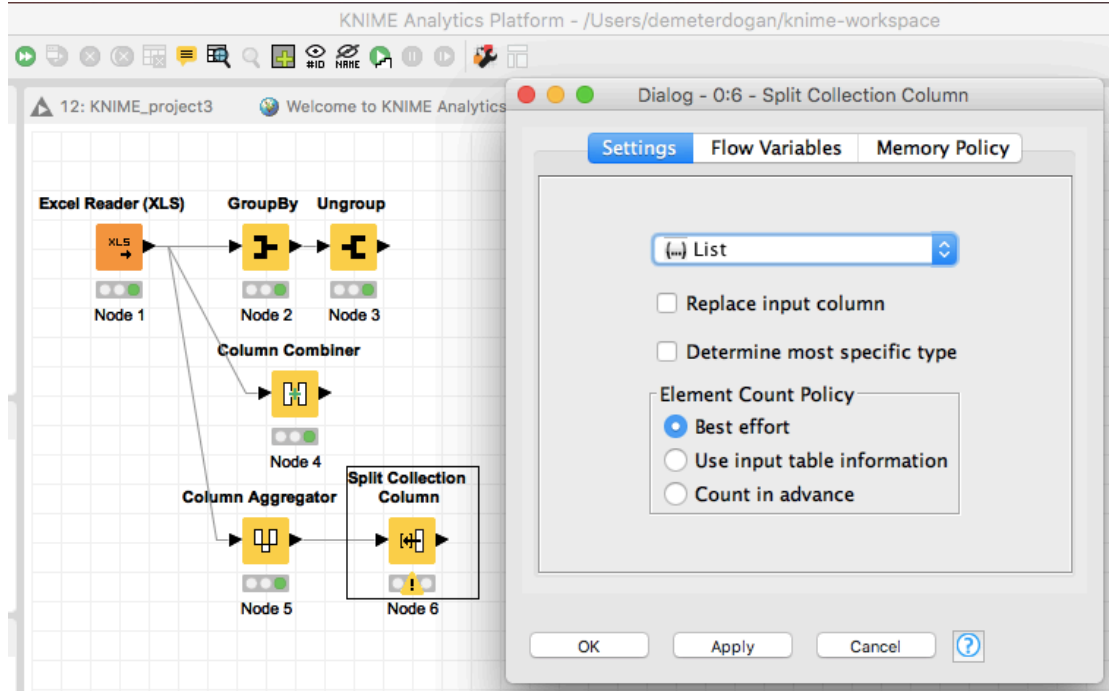 KNIME Analytics Platform - /Users/demeterdogan/knime-workspace
#ID
NAME
12: KNIME_project3
Welcome to KNIME Analytics
Excel Reader (XLS)
GroupBy
Ungroup
XLS
Node 1
Node 2
Node 3
Column Combiner
Node 4
Column Aggregator
Split Collection
Column
Node 5
Node 6
Dialog - 0:6 - Split Collection Column
Settings
Flow Variables
Memory Policy
(...) List
Replace input column
Determine most specific type
Element Count Policy
Best effort
Use input table information
Count in advance
OK
Apply
Cancel
?